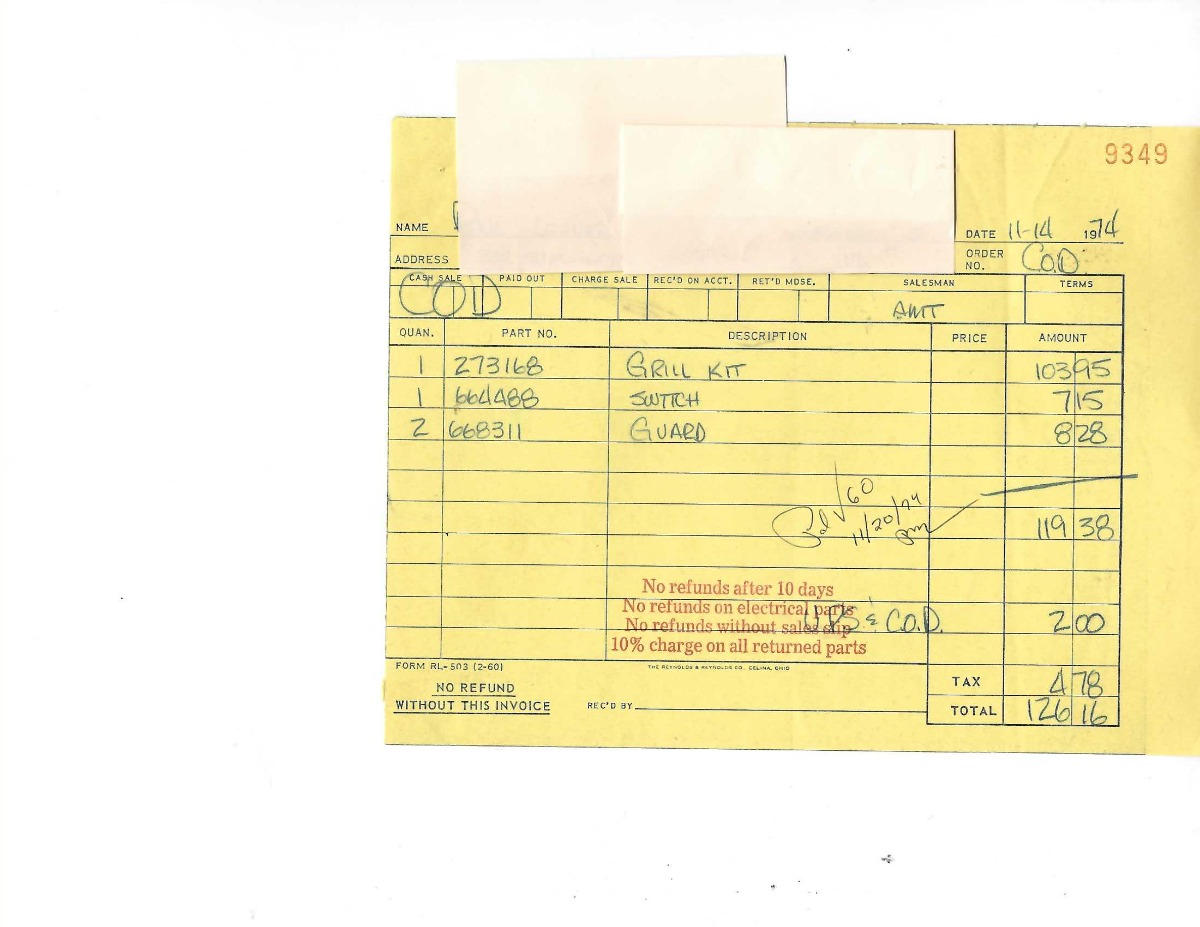 9349
NAME
DATE 11-14 1974
ADDRESS
ORDER NO. C.O.D.
CASH SALE PAID OUT CHARGE SALE REC'D ON ACCT. RET'D MDSE. SALESMAN TERMS
COD AWT
QUAN. PART NO. DESCRIPTION PRICE AMOUNT
1 273168 GRILL KIT 103 95
1 664488 SWITCH 7 15
2 668311 GUARD 8 28
Pd √60
11/20/74
119 38
No refunds after 10 days
No refunds on electrical parts
No refunds without sales slip
10% charge on all returned parts
UPS & C.O.D. 2 00
FORM RL-503 (2-60) THE REYNOLDS & REYNOLDS CO., CELINA, OHIO
NO REFUND
WITHOUT THIS INVOICE
REC'D BY
TAX 4 78
TOTAL 126 16